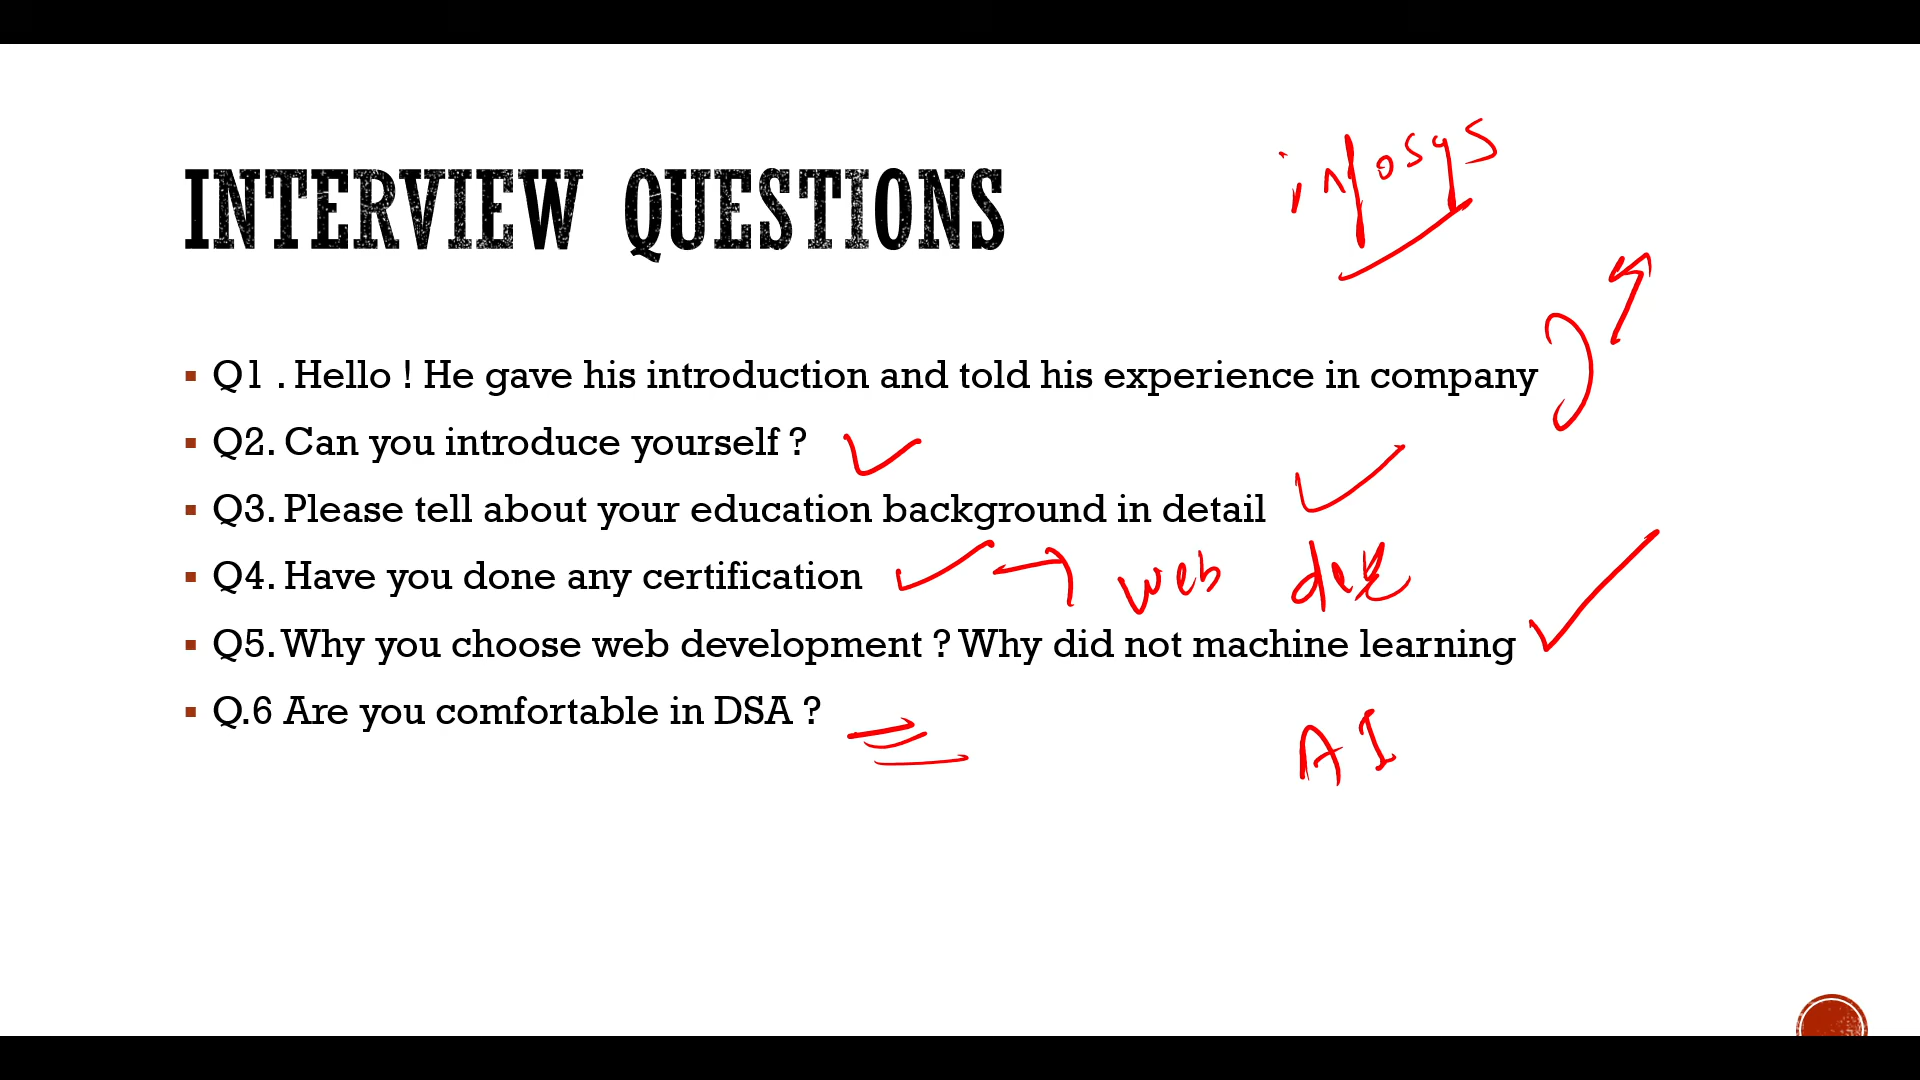 infosys
INTERVIEW QUESTIONS
▪ Q1 . Hello ! He gave his introduction and told his experience in company
▪ Q2. Can you introduce yourself ?
▪ Q3. Please tell about your education background in detail
▪ Q4. Have you done any certification web dev
▪ Q5. Why you choose web development ? Why did not machine learning
▪ Q.6 Are you comfortable in DSA ?
AI